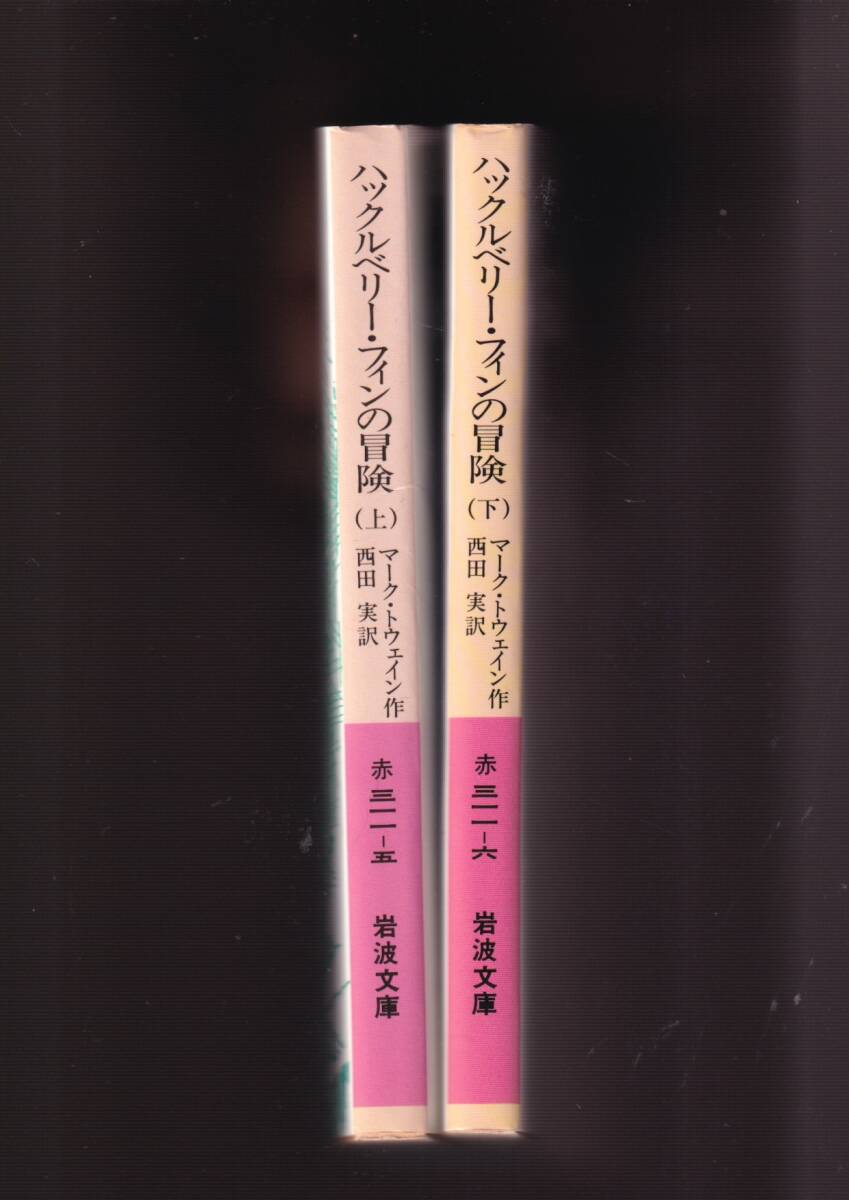 ハックルベリー・フィンの冒険(上)
マーク・トウェイン作
西田 実訳
赤 三一一-五
岩波文庫
ハックルベリー・フィンの冒険(下)
マーク・トウェイン作
西田 実訳
赤 三一一-六
岩波文庫